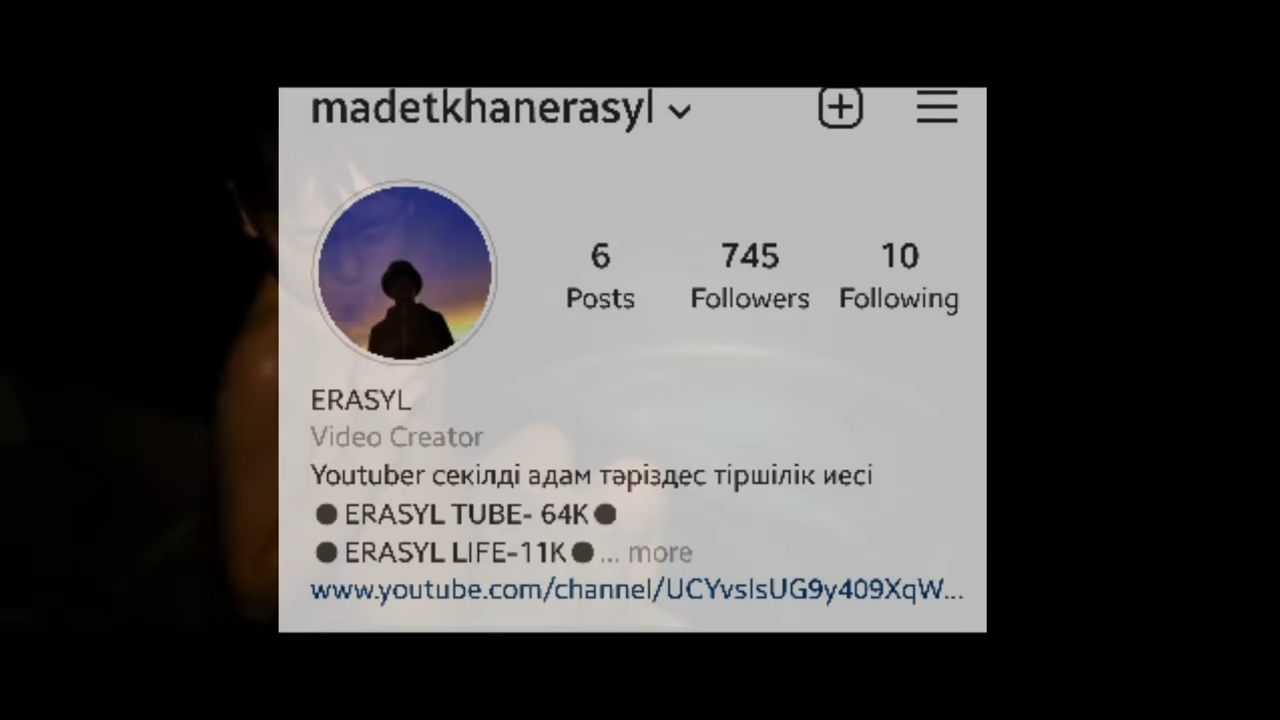 madetkhanerasyl
6 745 10
Posts Followers Following
ERASYL
Video Creator
Youtuber секілді адам тәріздес тіршілік иесі
●ERASYL TUBE- 64K●
●ERASYL LIFE-11K●... more
www.youtube.com/channel/UCYvsIsUG9y409XqW...